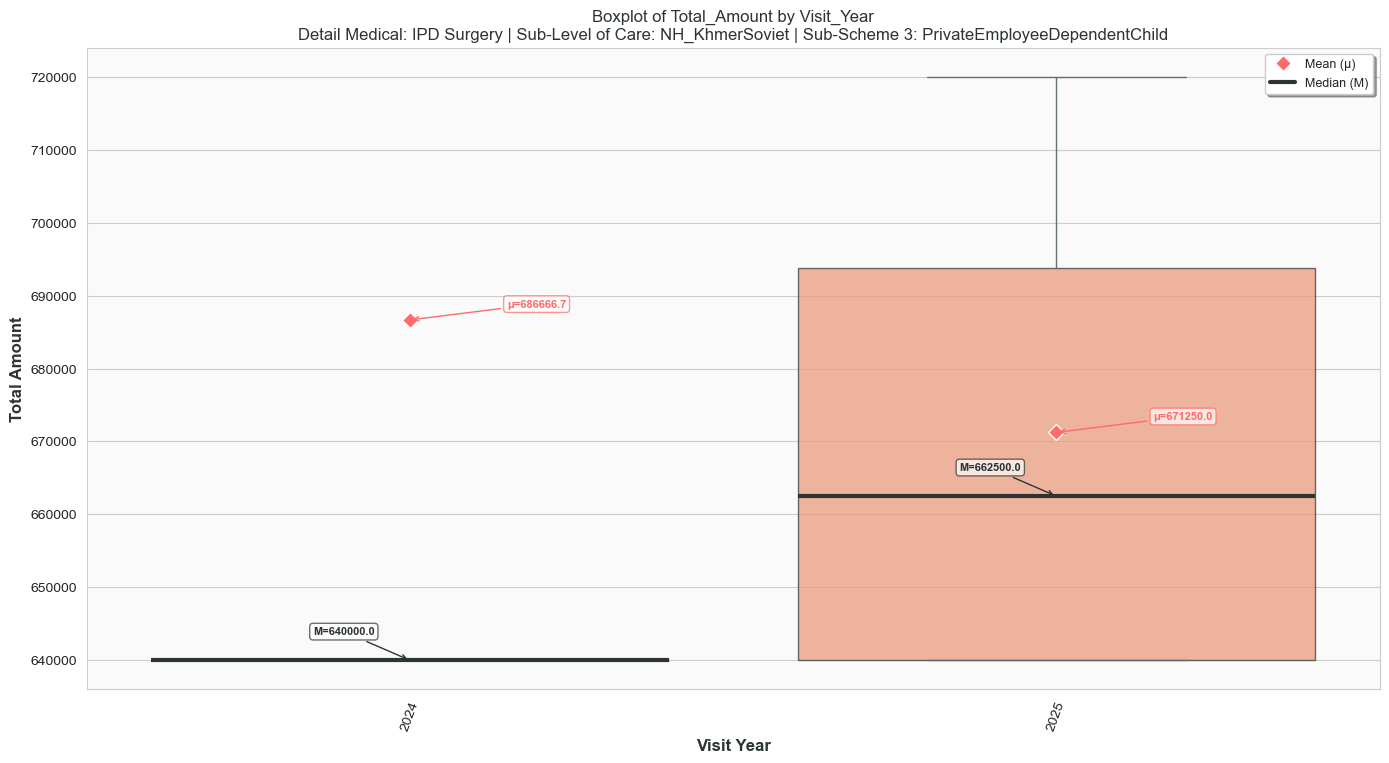 Boxplot of Total_Amount by Visit_Year
Detail Medical: IPD Surgery | Sub-Level of Care: NH_KhmerSoviet | Sub-Scheme 3: PrivateEmployeeDependentChild
Mean (μ)
Median (M)
Total Amount
720000
710000
700000
690000
680000
670000
660000
650000
640000
μ=686666.7
M=640000.0
μ=671250.0
M=662500.0
2024
2025
Visit Year